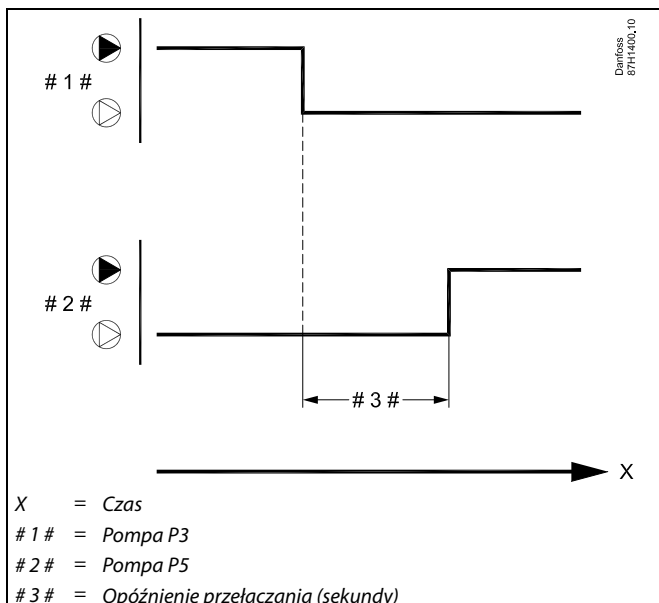 Danfoss
87H1400.10
# 1 #
# 2 #
# 3 #
X
X = Czas
# 1 # = Pompa P3
# 2 # = Pompa P5
# 3 # = Opóźnienie przełączania (sekundy)